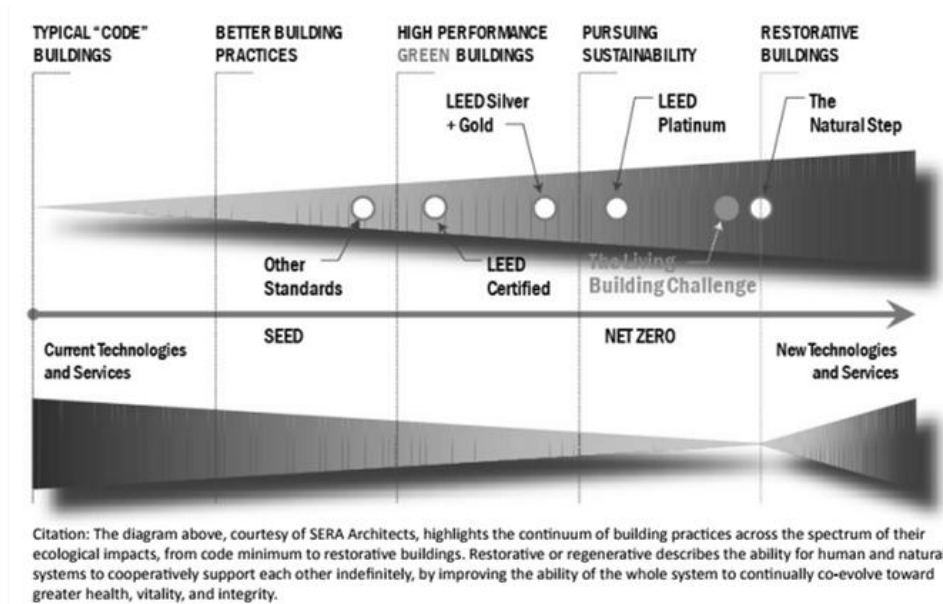 TYPICAL “CODE”
BUILDINGS
BETTER BUILDING
PRACTICES
HIGH PERFORMANCE
GREEN BUILDINGS
PURSUING
SUSTAINABILITY
RESTORATIVE
BUILDINGS
LEED Silver
+ Gold
LEED
Platinum
The
Natural Step
Other
Standards
LEED
Certified
The Living
Building Challenge
SEED
NET ZERO
Current Technologies
and Services
New Technologies
and Services
Citation: The diagram above, courtesy of SERA Architects, highlights the continuum of building practices across the spectrum of their
ecological impacts, from code minimum to restorative buildings. Restorative or regenerative describes the ability for human and natura
systems to cooperatively support each other indefinitely, by improving the ability of the whole system to continually co-evolve toward
greater health, vitality, and integrity.